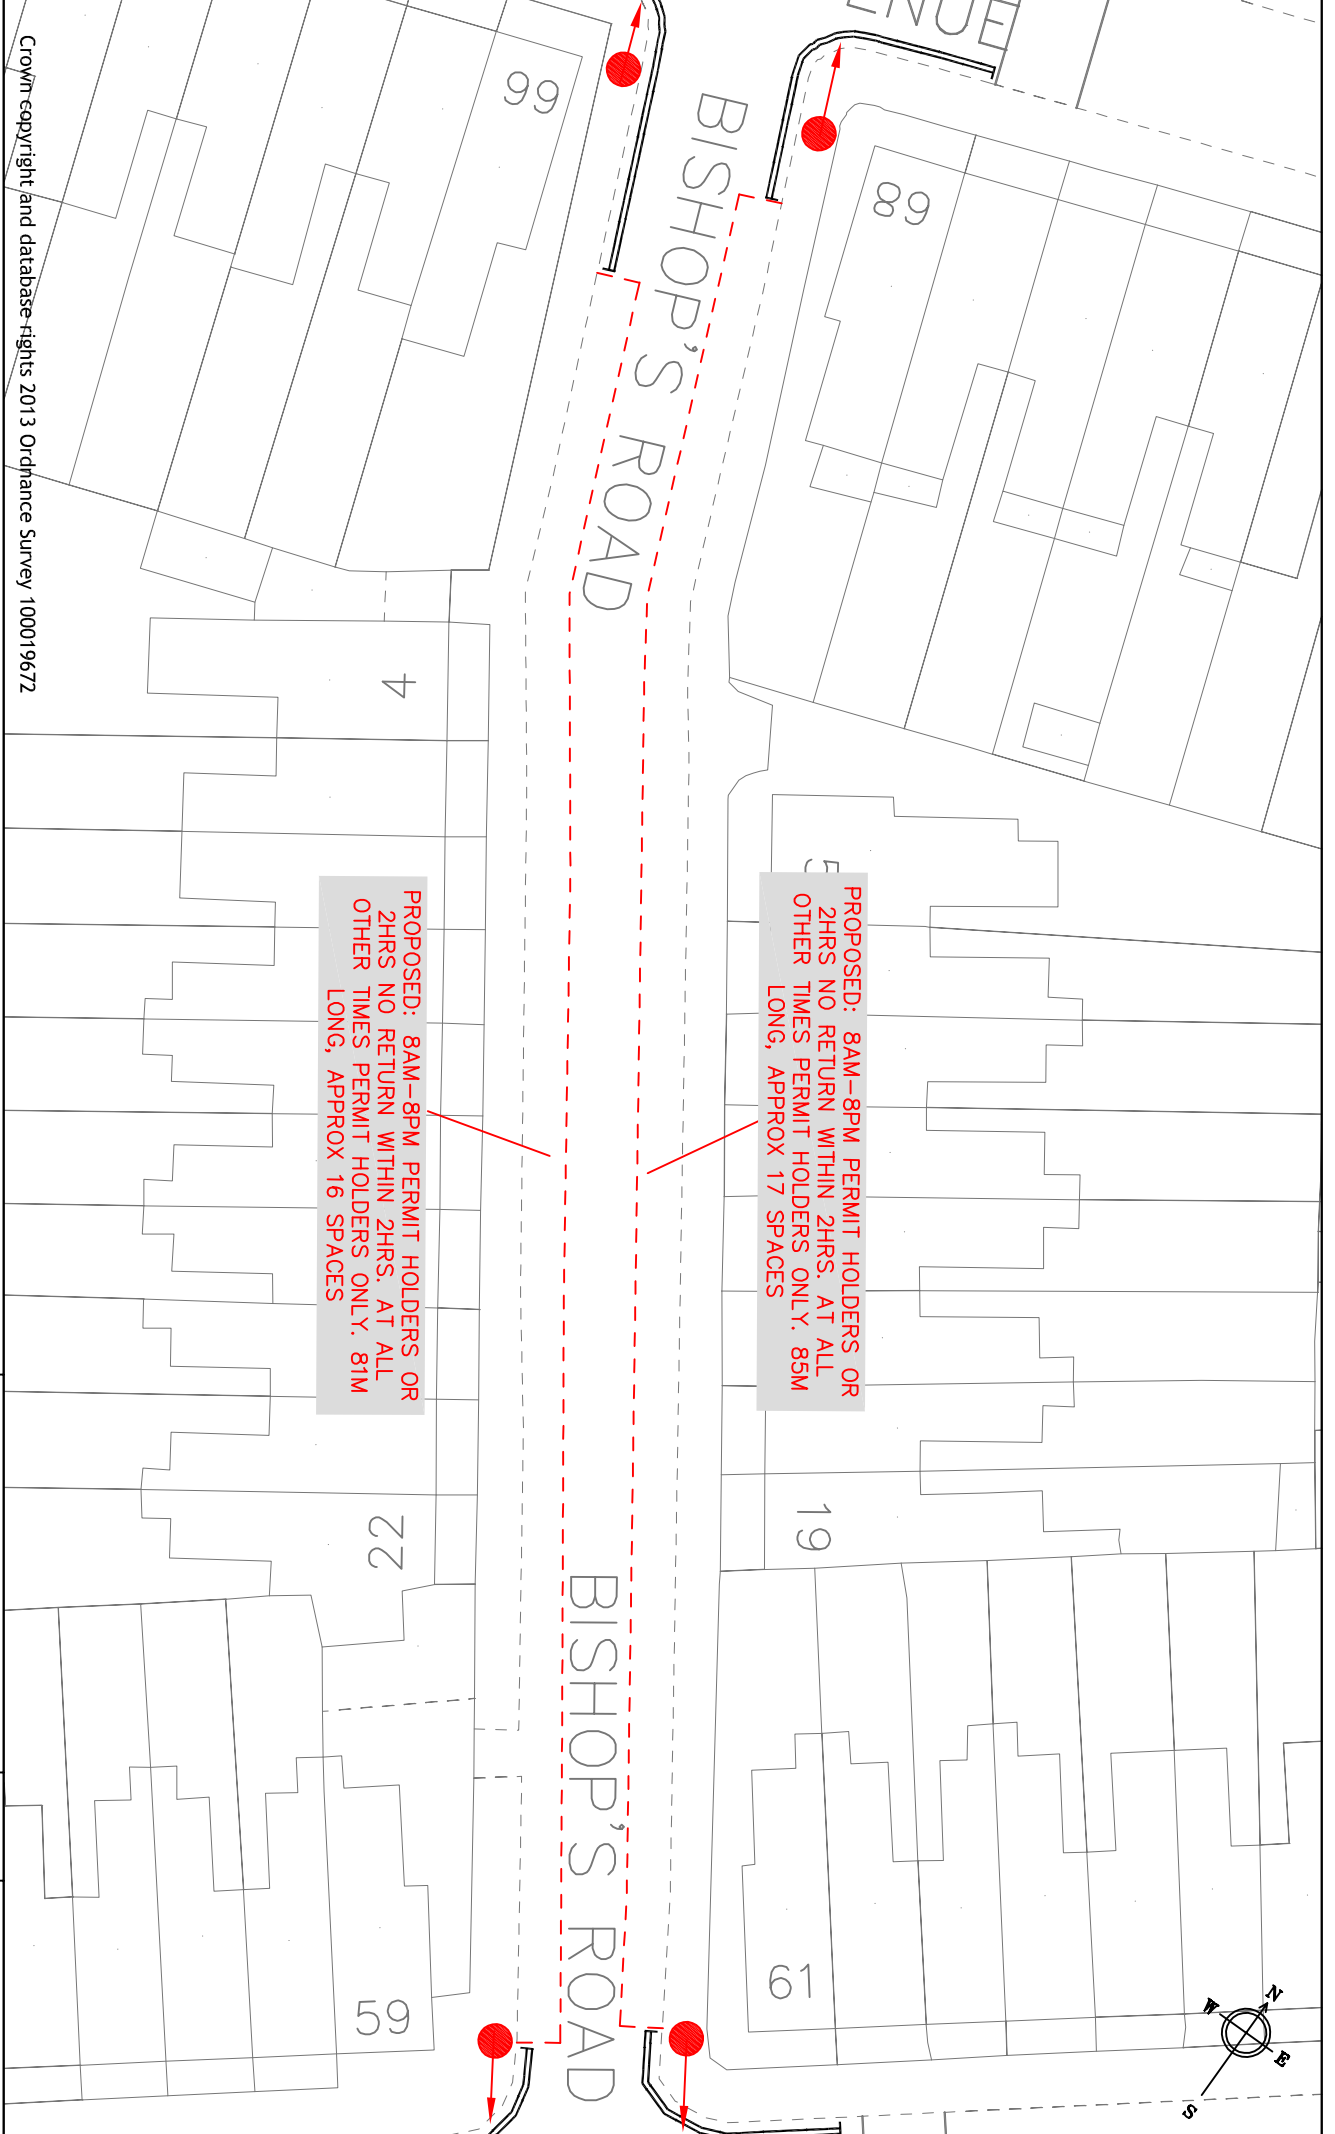 ENUE
99
89
BISHOP'S ROAD
4
5
PROPOSED: 8AM-8PM PERMIT HOLDERS OR
2HRS NO RETURN WITHIN 2HRS. AT ALL
OTHER TIMES PERMIT HOLDERS ONLY. 85M
LONG, APPROX 17 SPACES
PROPOSED: 8AM-8PM PERMIT HOLDERS OR
2HRS NO RETURN WITHIN 2HRS. AT ALL
OTHER TIMES PERMIT HOLDERS ONLY. 81M
LONG, APPROX 16 SPACES
19
22
BISHOP'S ROAD
61
59
N
W
E
S
Crown copyright and database rights 2013 Ordnance Survey 100019672